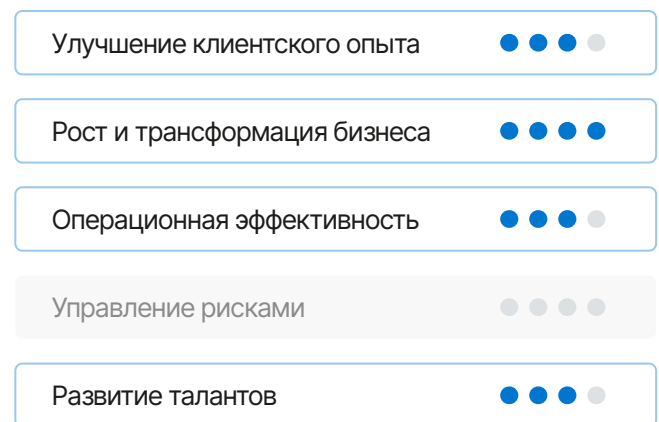 Улучшение клиентского опыта
Рост и трансформация бизнеса
Операционная эффективность
Управление рисками
Развитие талантов